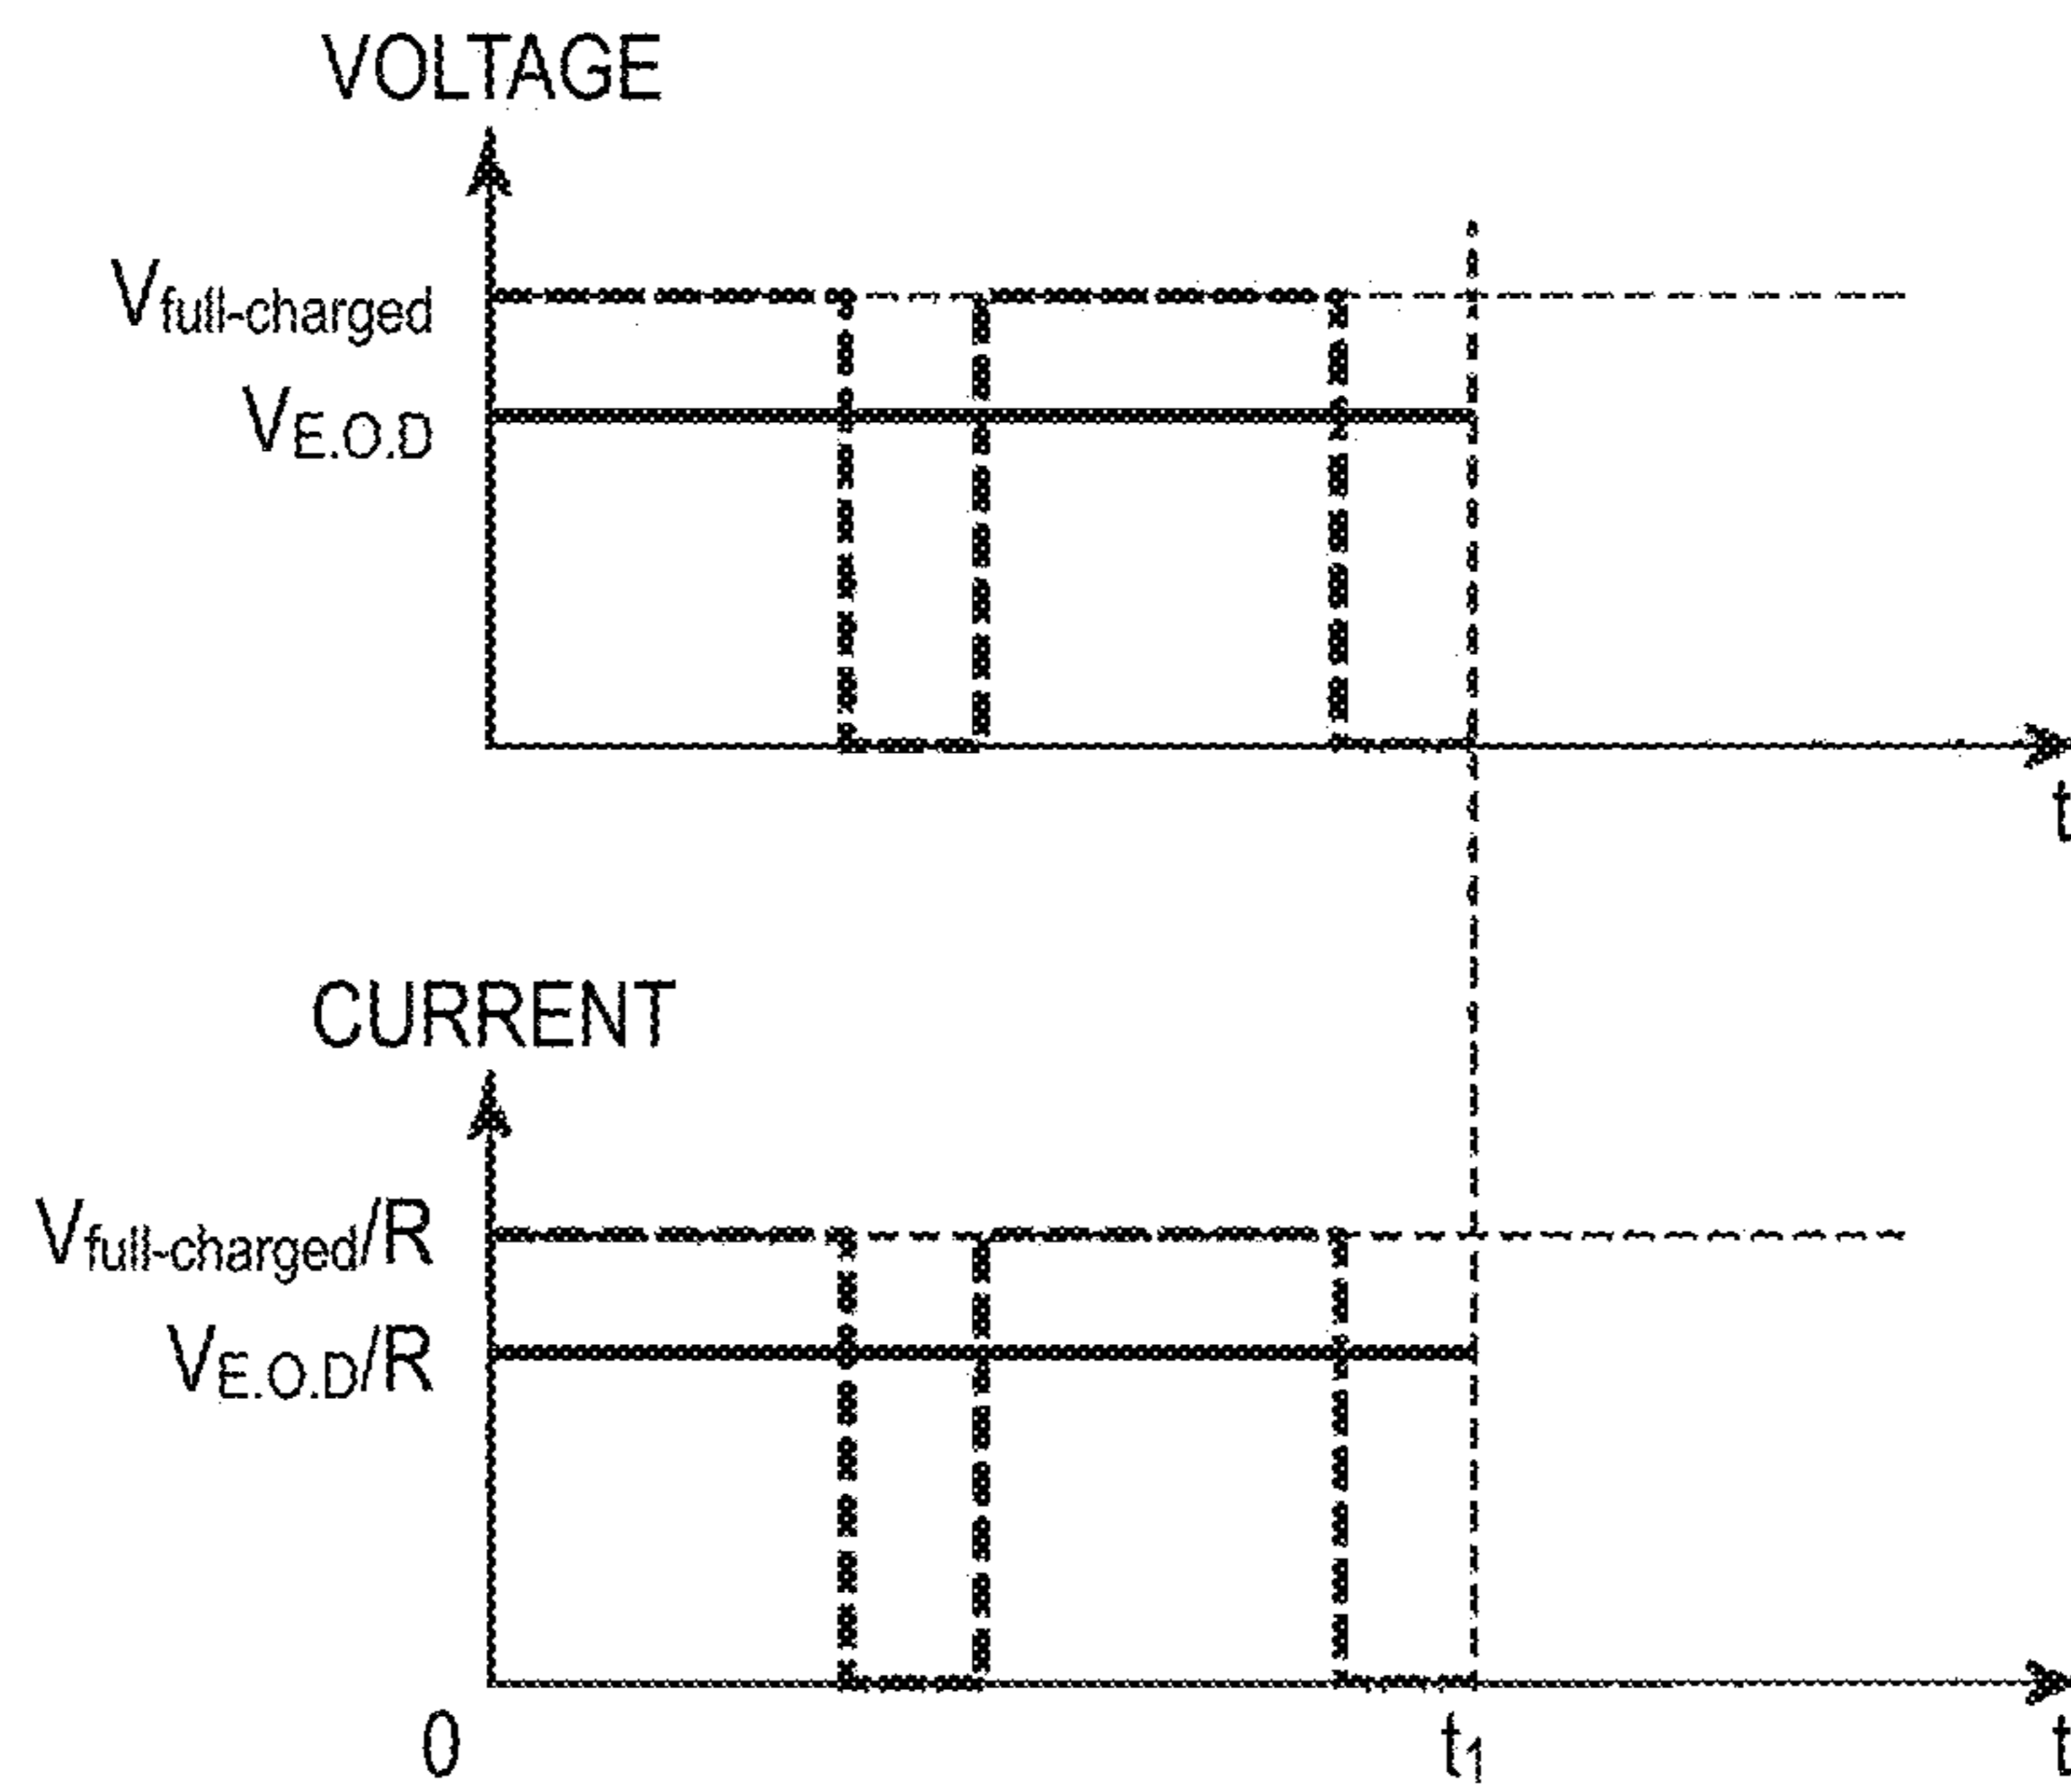 VOLTAGE
Vfull-charged
VE.O.D
t
CURRENT
Vfull-charged/R
VE.O.D/R
0
t1
t